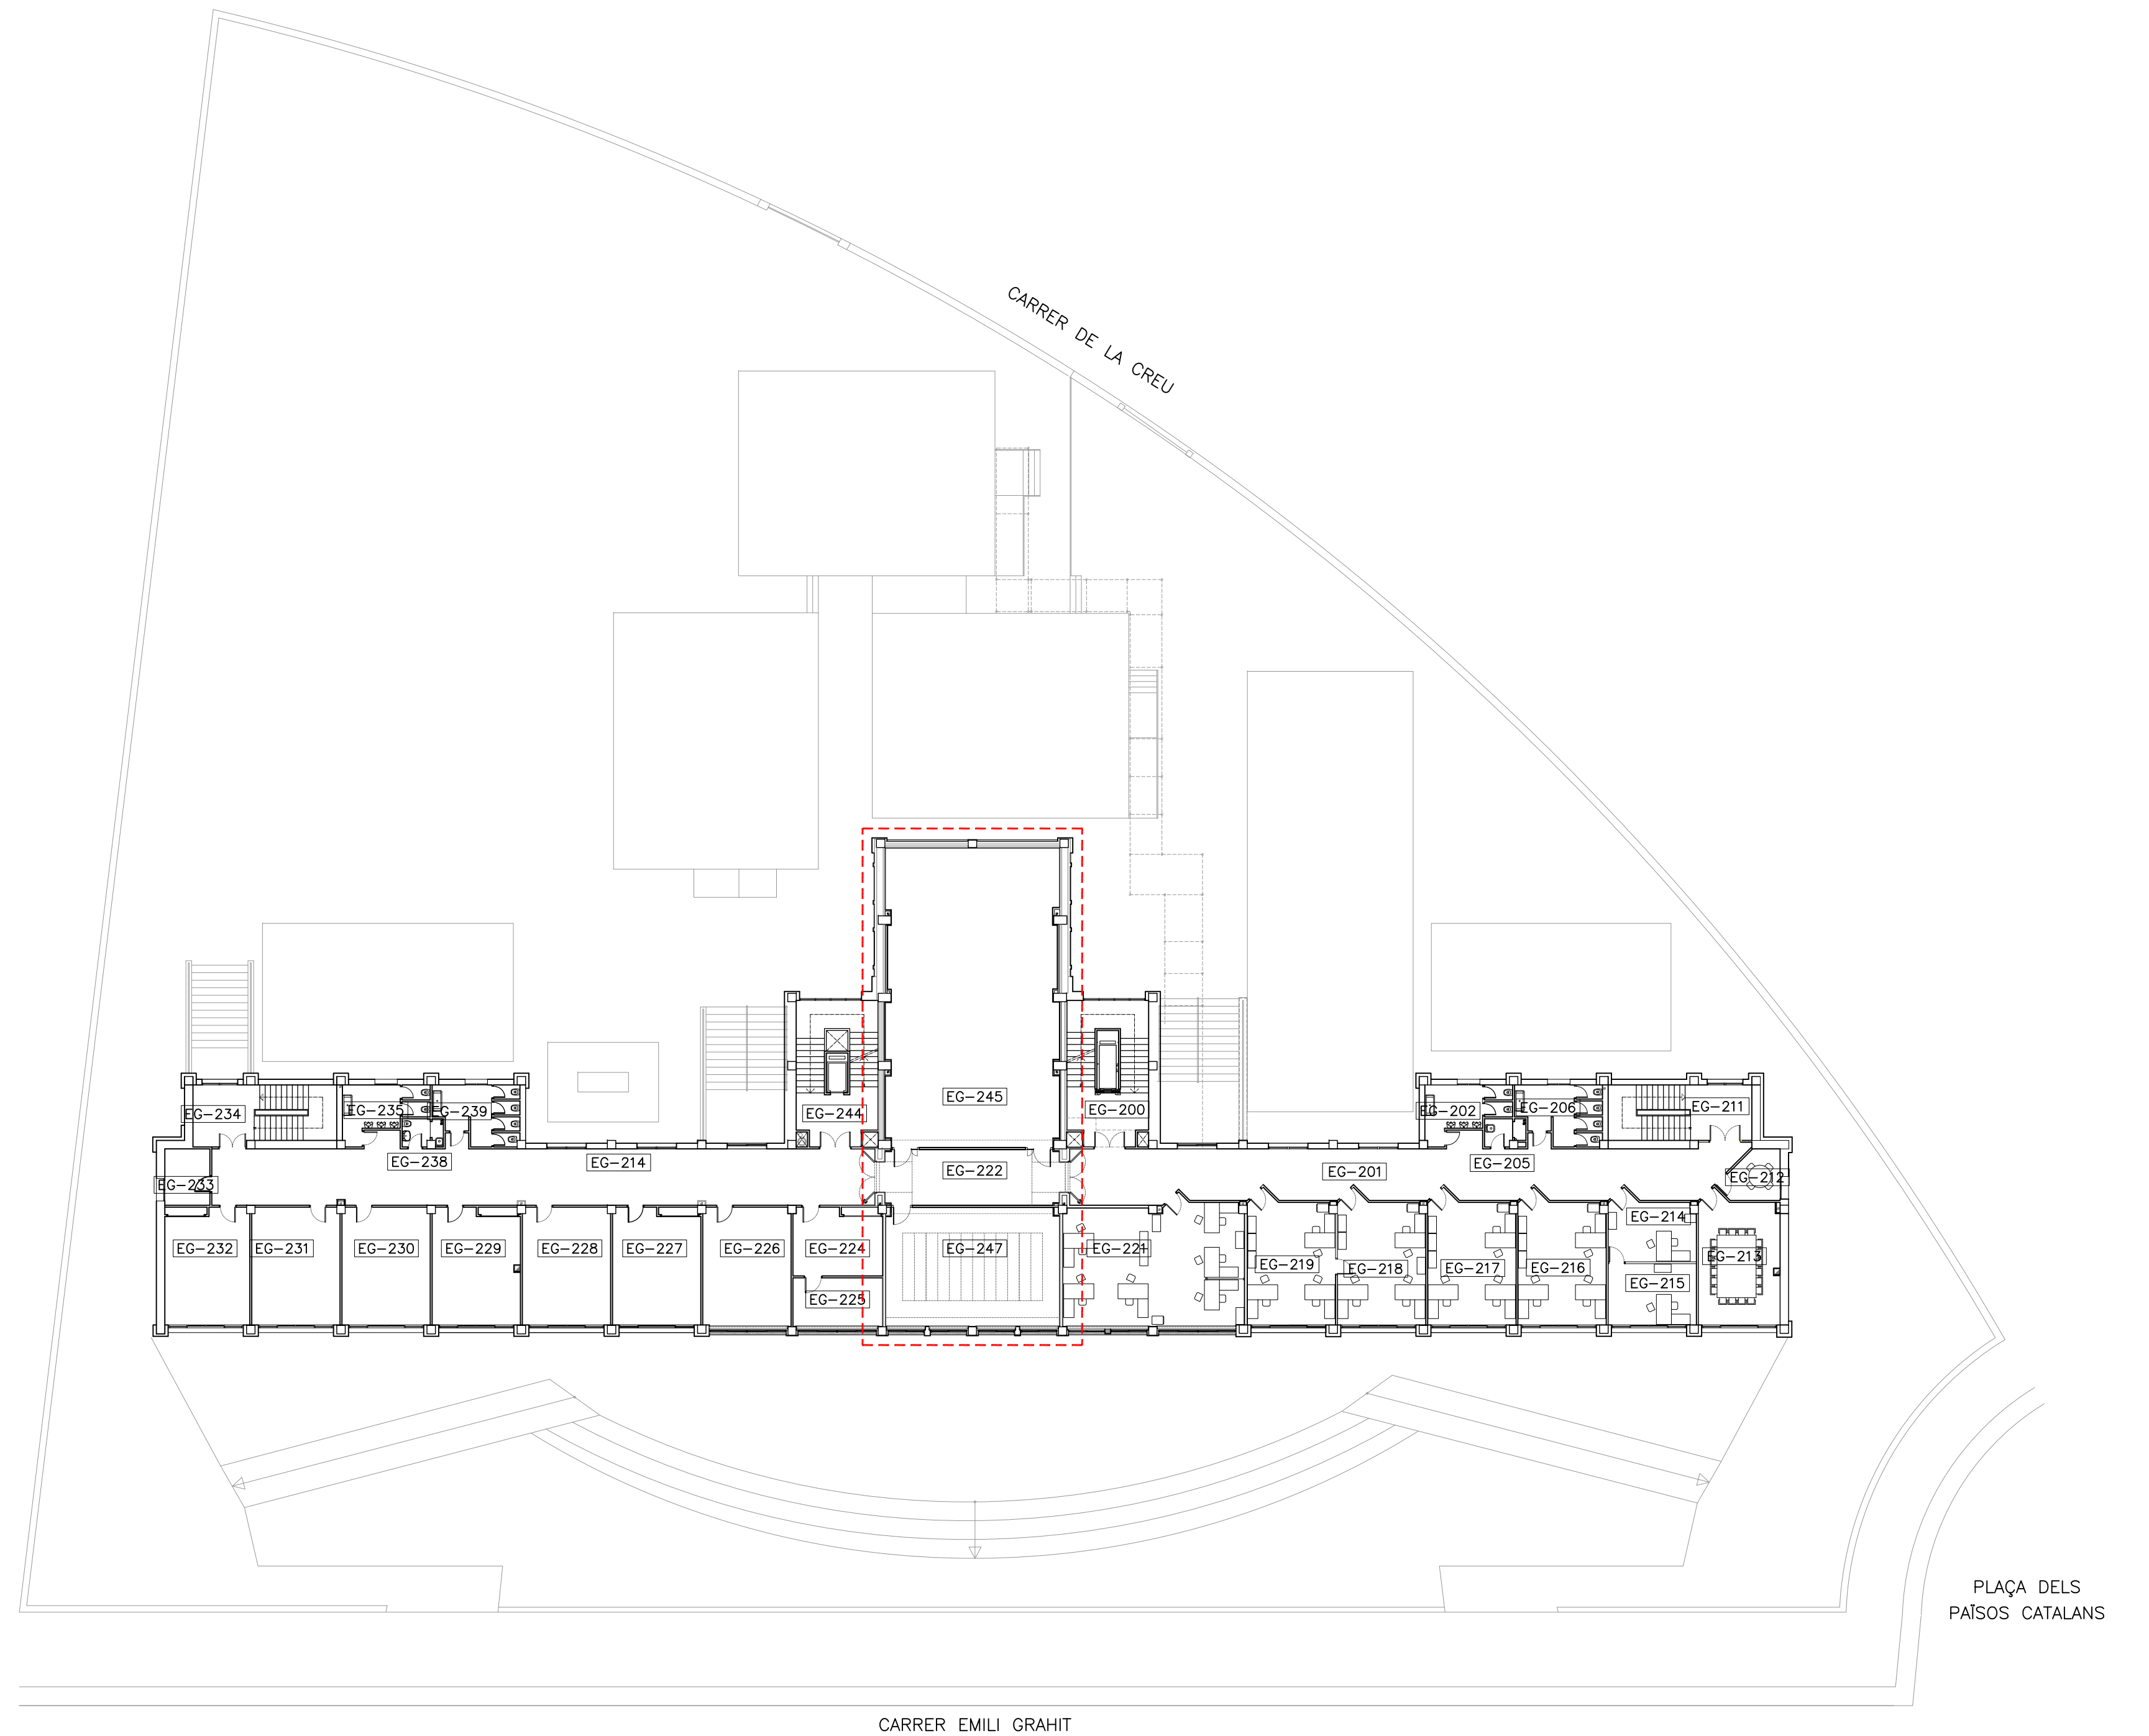 CARRER DE LA CREU
EG-245
EG-234
EG-235
EG-239
EG-244
EG-200
EG-202
EG-206
EG-211
EG-238
EG-214
EG-222
EG-201
EG-205
EG-233
EG-212
EG-232
EG-231
EG-230
EG-229
EG-228
EG-227
EG-226
EG-224
EG-247
EG-221
EG-219
EG-218
EG-217
EG-216
EG-214
EG-213
EG-215
EG-225
PLAÇA DELS
PAÏSOS CATALANS
CARRER EMILI GRAHIT